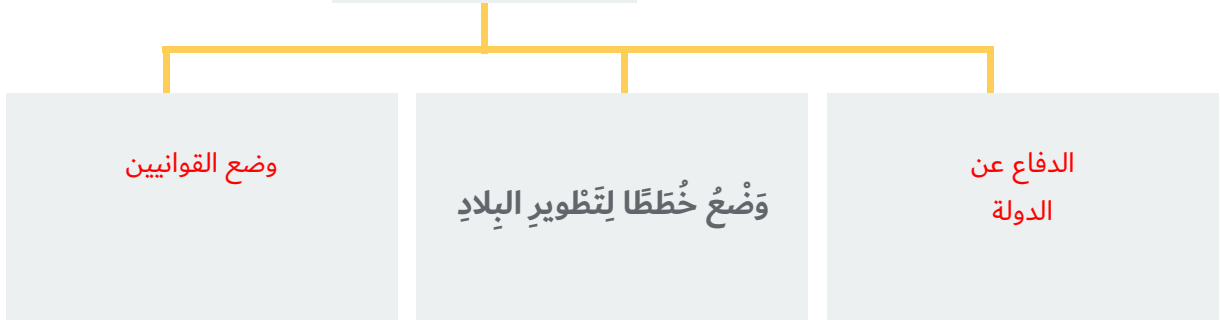 الدفاع عن
الدولة
وَضْعُ خُطَطًا لِتَطْويرِ البِلادِ
وضع القوانيين